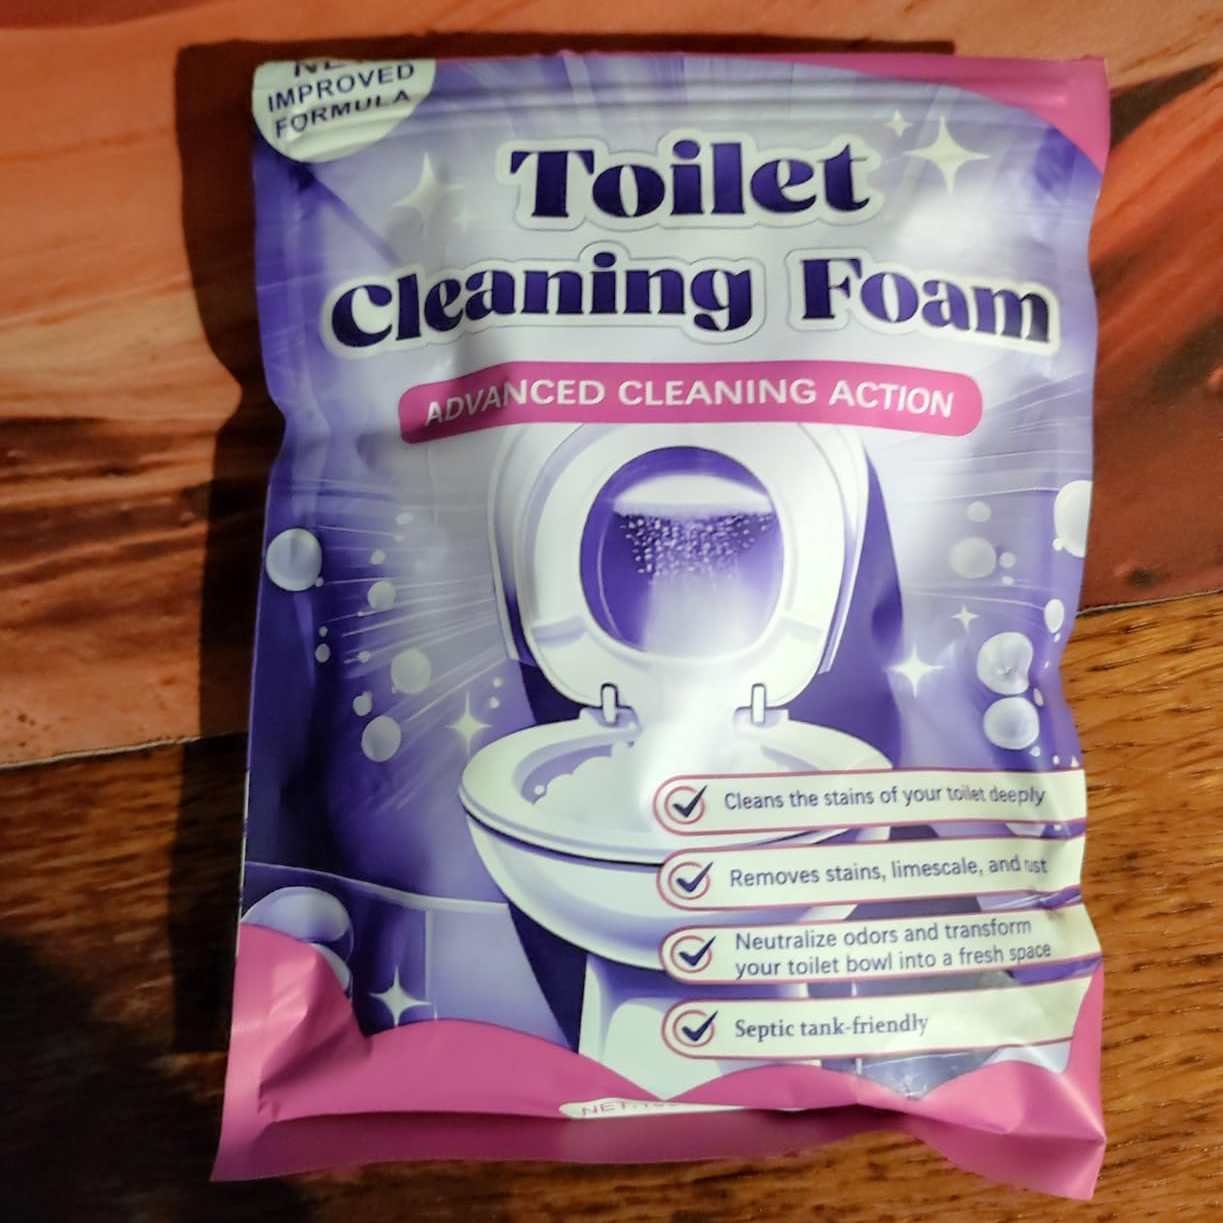 IMPROVED
FORMULA
Toilet
Cleaning Foam
ADVANCED CLEANING ACTION
Cleans the stains of your toilet deeply
Removes stains, limescale, and rust
Neutralize odors and transform
your toilet bowl into a fresh space
Septic tank-friendly
NET: